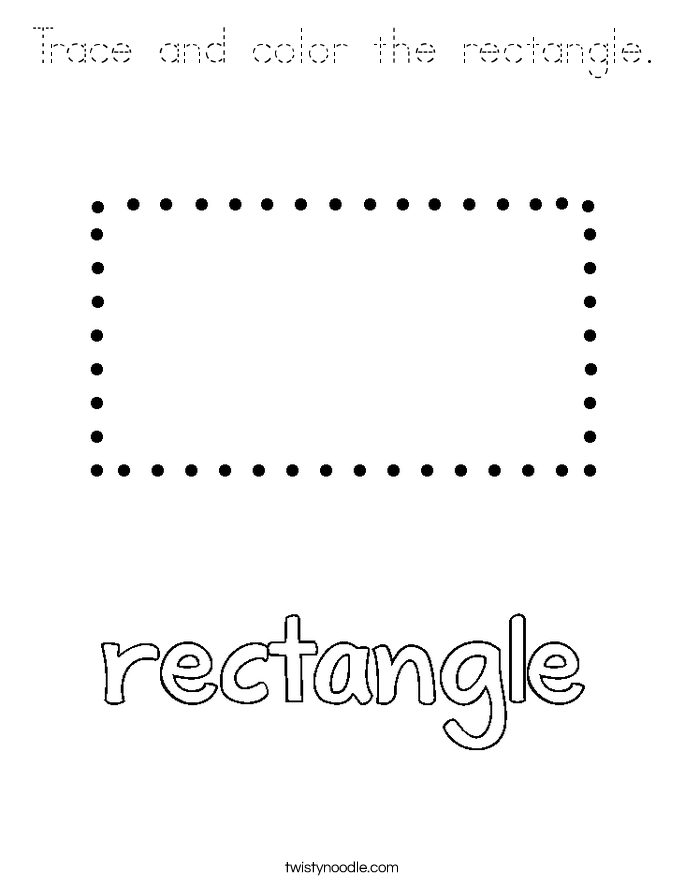 Trace and color the rectangle.
rectangle
twistynoodle.com